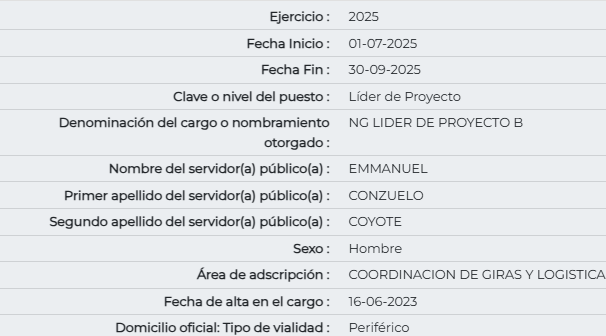 Ejercicio : 2025
Fecha Inicio : 01-07-2025
Fecha Fin : 30-09-2025
Clave o nivel del puesto : Líder de Proyecto
Denominación del cargo o nombramiento NG LIDER DE PROYECTO B
otorgado :
Nombre del servidor(a) público(a) : EMMANUEL
Primer apellido del servidor(a) público(a) : CONZUELO
Segundo apellido del servidor(a) público(a) : COYOTE
Sexo : Hombre
Área de adscripción : COORDINACION DE GIRAS Y LOGISTICA
Fecha de alta en el cargo : 16-06-2023
Domicilio oficial: Tipo de vialidad : Periférico